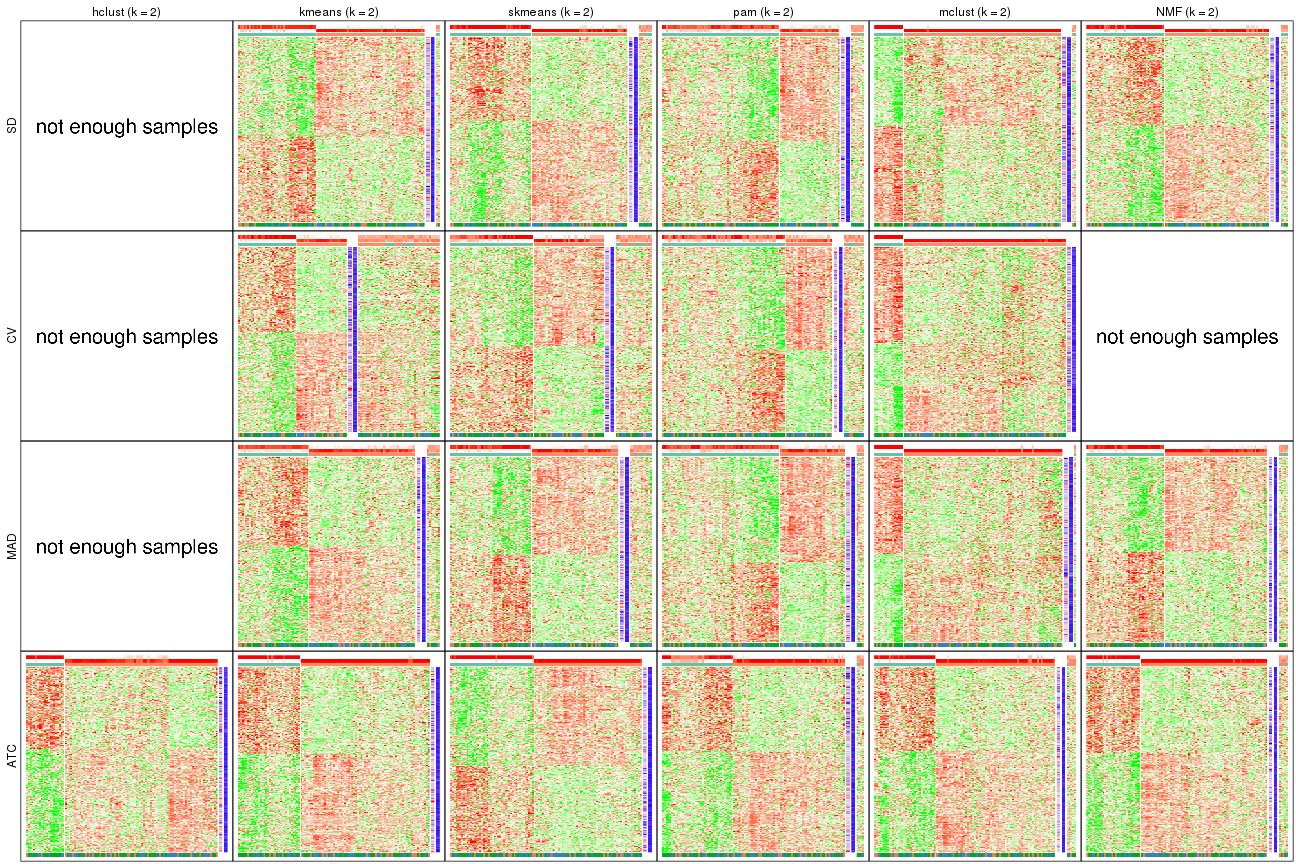 hclust (k = 2) kmeans (k = 2) skmeans (k = 2) pam (k = 2) mclust (k = 2) NMF (k = 2)
SD
not enough samples
CV
not enough samples
not enough samples
MAD
not enough samples
ATC